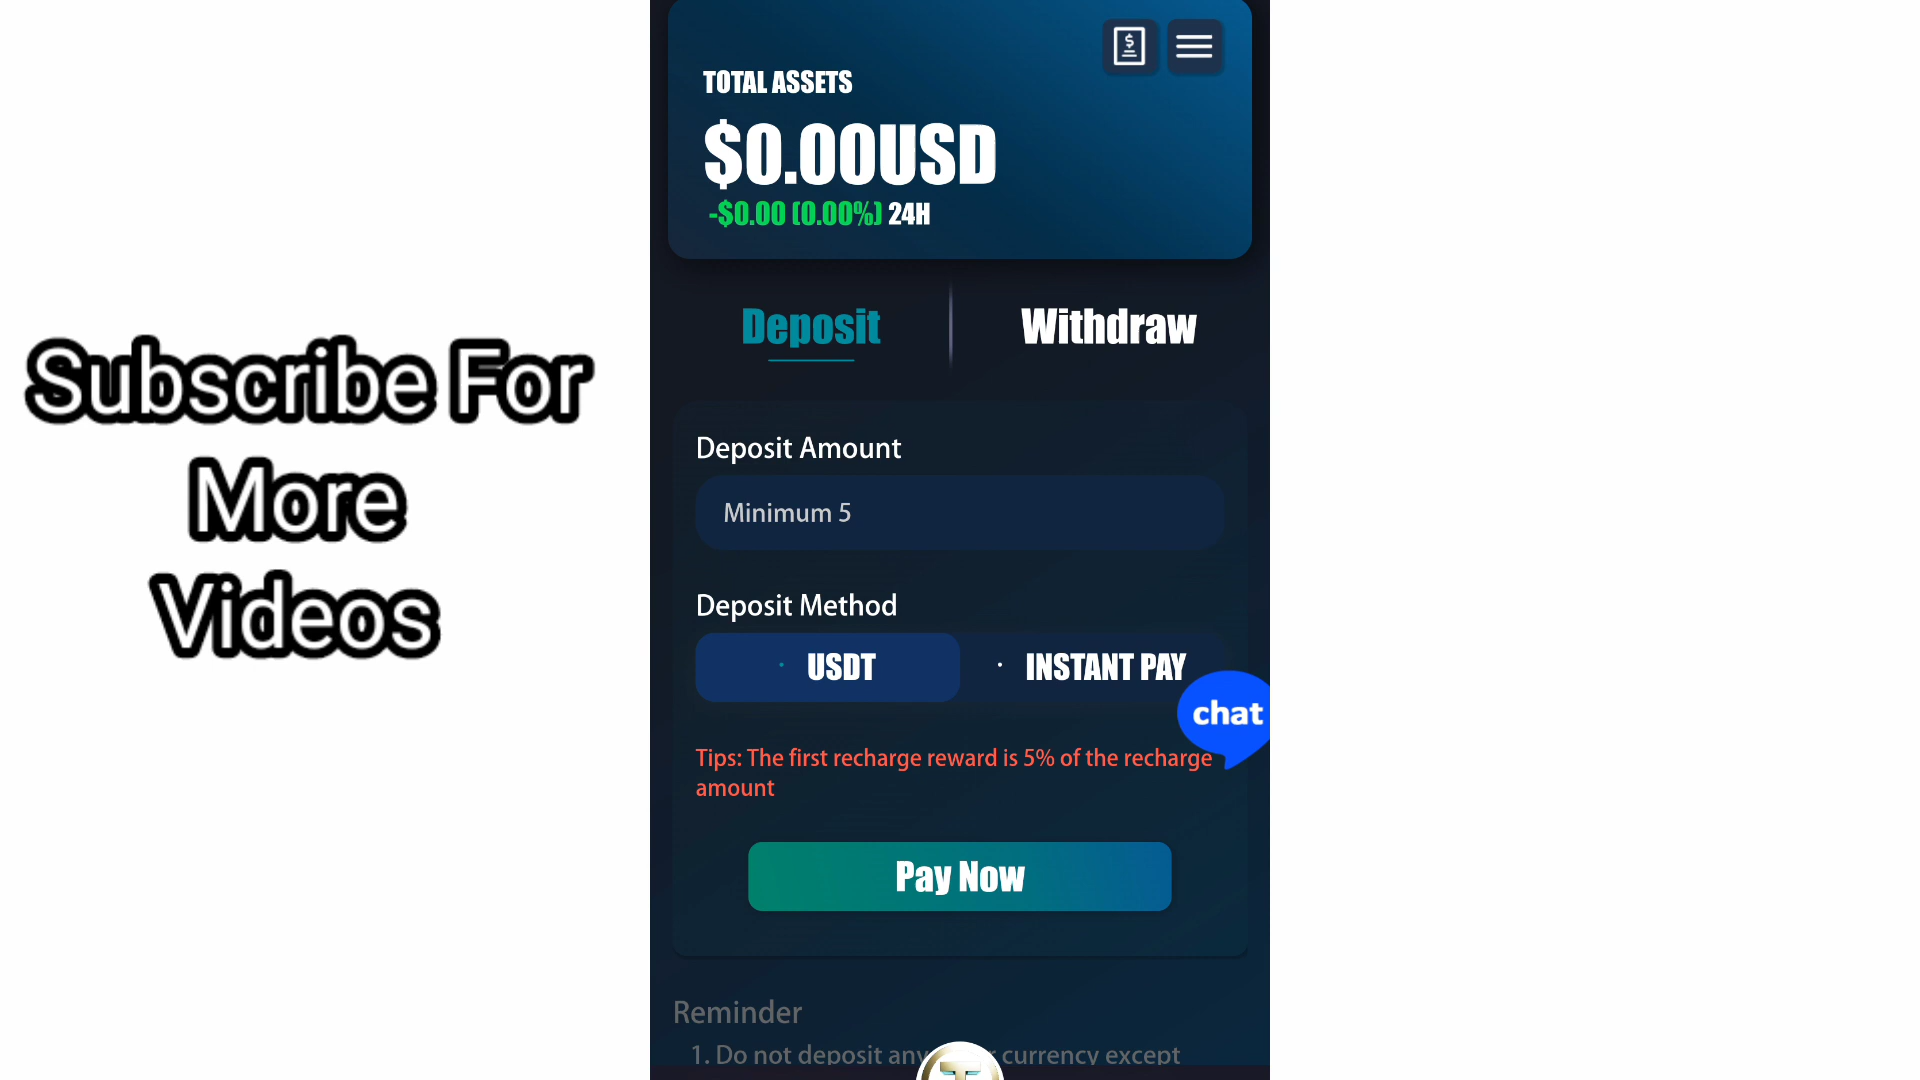 Subscribe For
More
Videos
TOTAL ASSETS
$0.00USD
-$0.00 (0.00%) 24H
Deposit
Withdraw
Deposit Amount
Minimum 5
Deposit Method
USDT
INSTANT PAY
chat
Tips: The first recharge reward is 5% of the recharge
amount
Pay Now
Reminder
1. Do not deposit any currency except